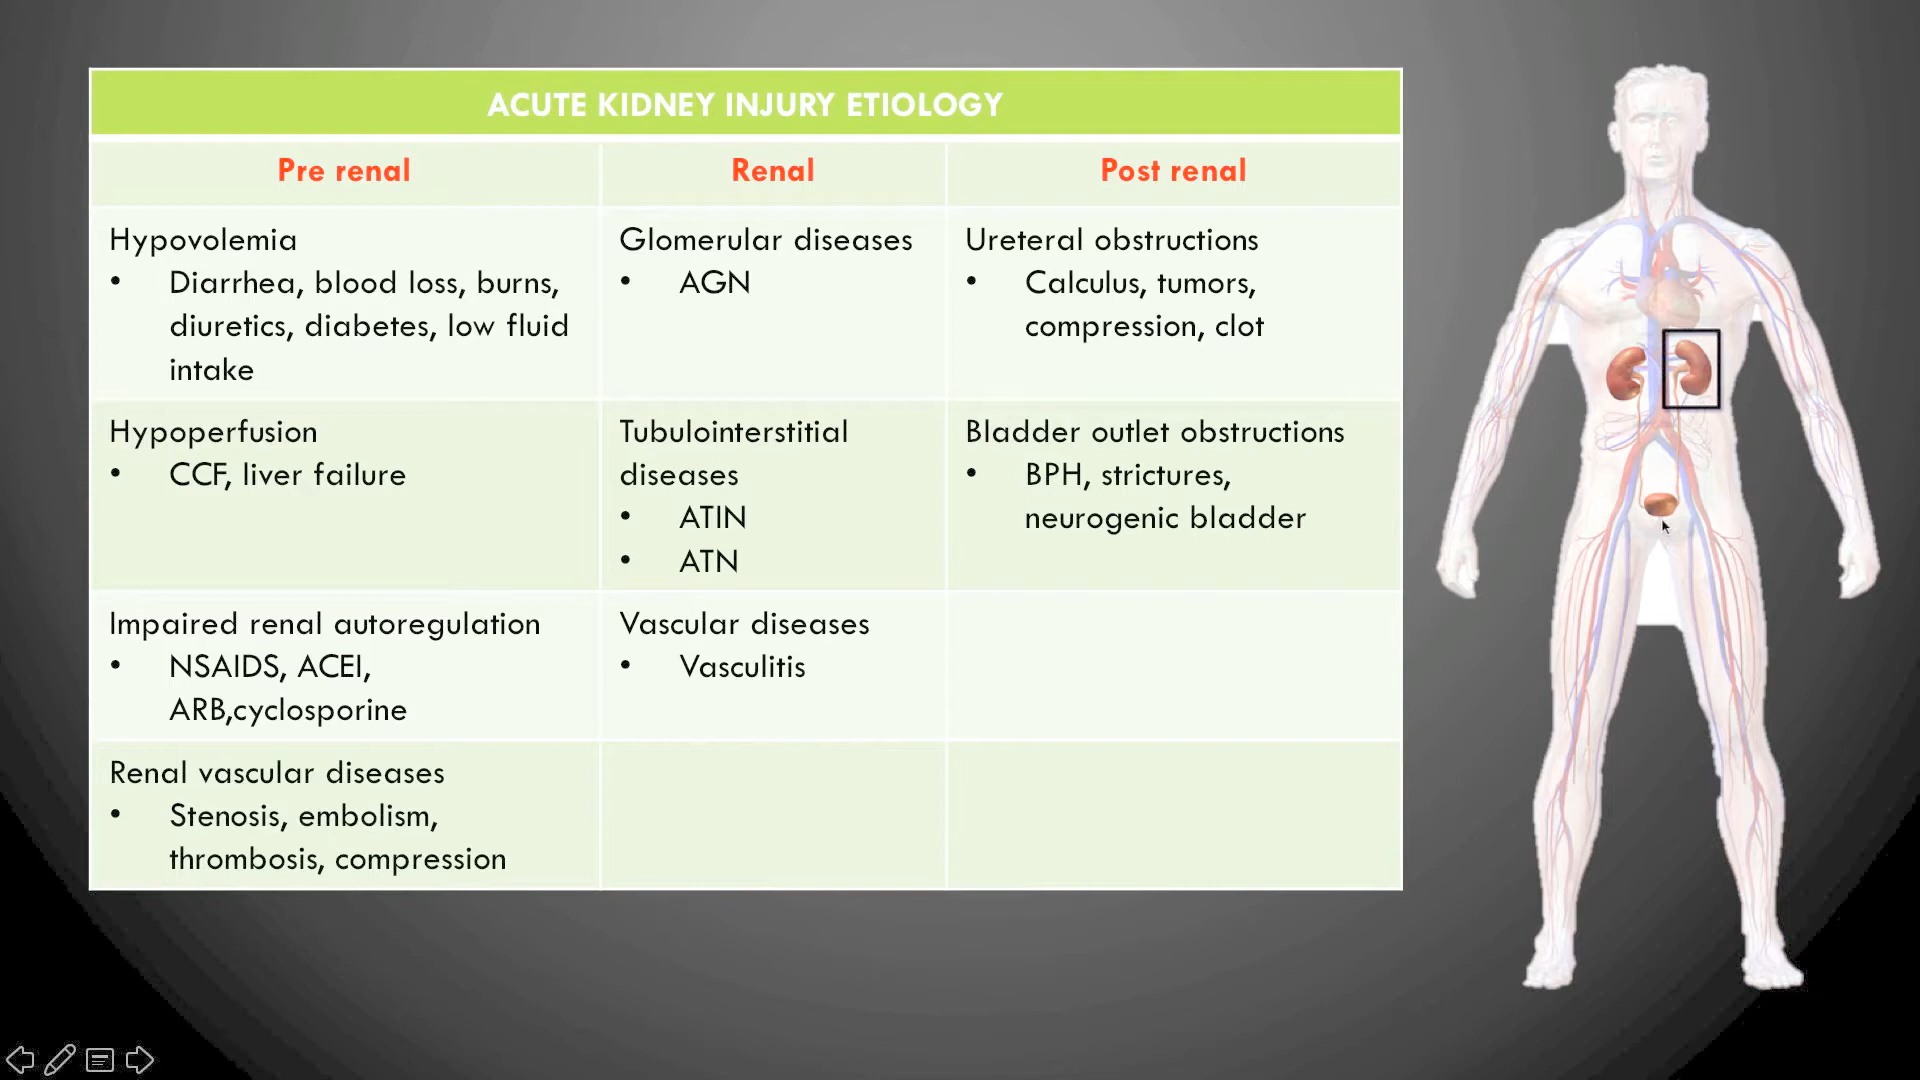 ACUTE KIDNEY INJURY ETIOLOGY
Pre renal
Renal
Post renal
Hypovolemia
• Diarrhea, blood loss, burns,
diuretics, diabetes, low fluid
intake
Glomerular diseases
• AGN
Ureteral obstructions
• Calculus, tumors,
compression, clot
Hypoperfusion
• CCF, liver failure
Tubulointerstitial
diseases
• ATIN
• ATN
Bladder outlet obstructions
• BPH, strictures,
neurogenic bladder
Impaired renal autoregulation
• NSAIDS, ACEI,
ARB,cyclosporine
Vascular diseases
• Vasculitis
Renal vascular diseases
• Stenosis, embolism,
thrombosis, compression